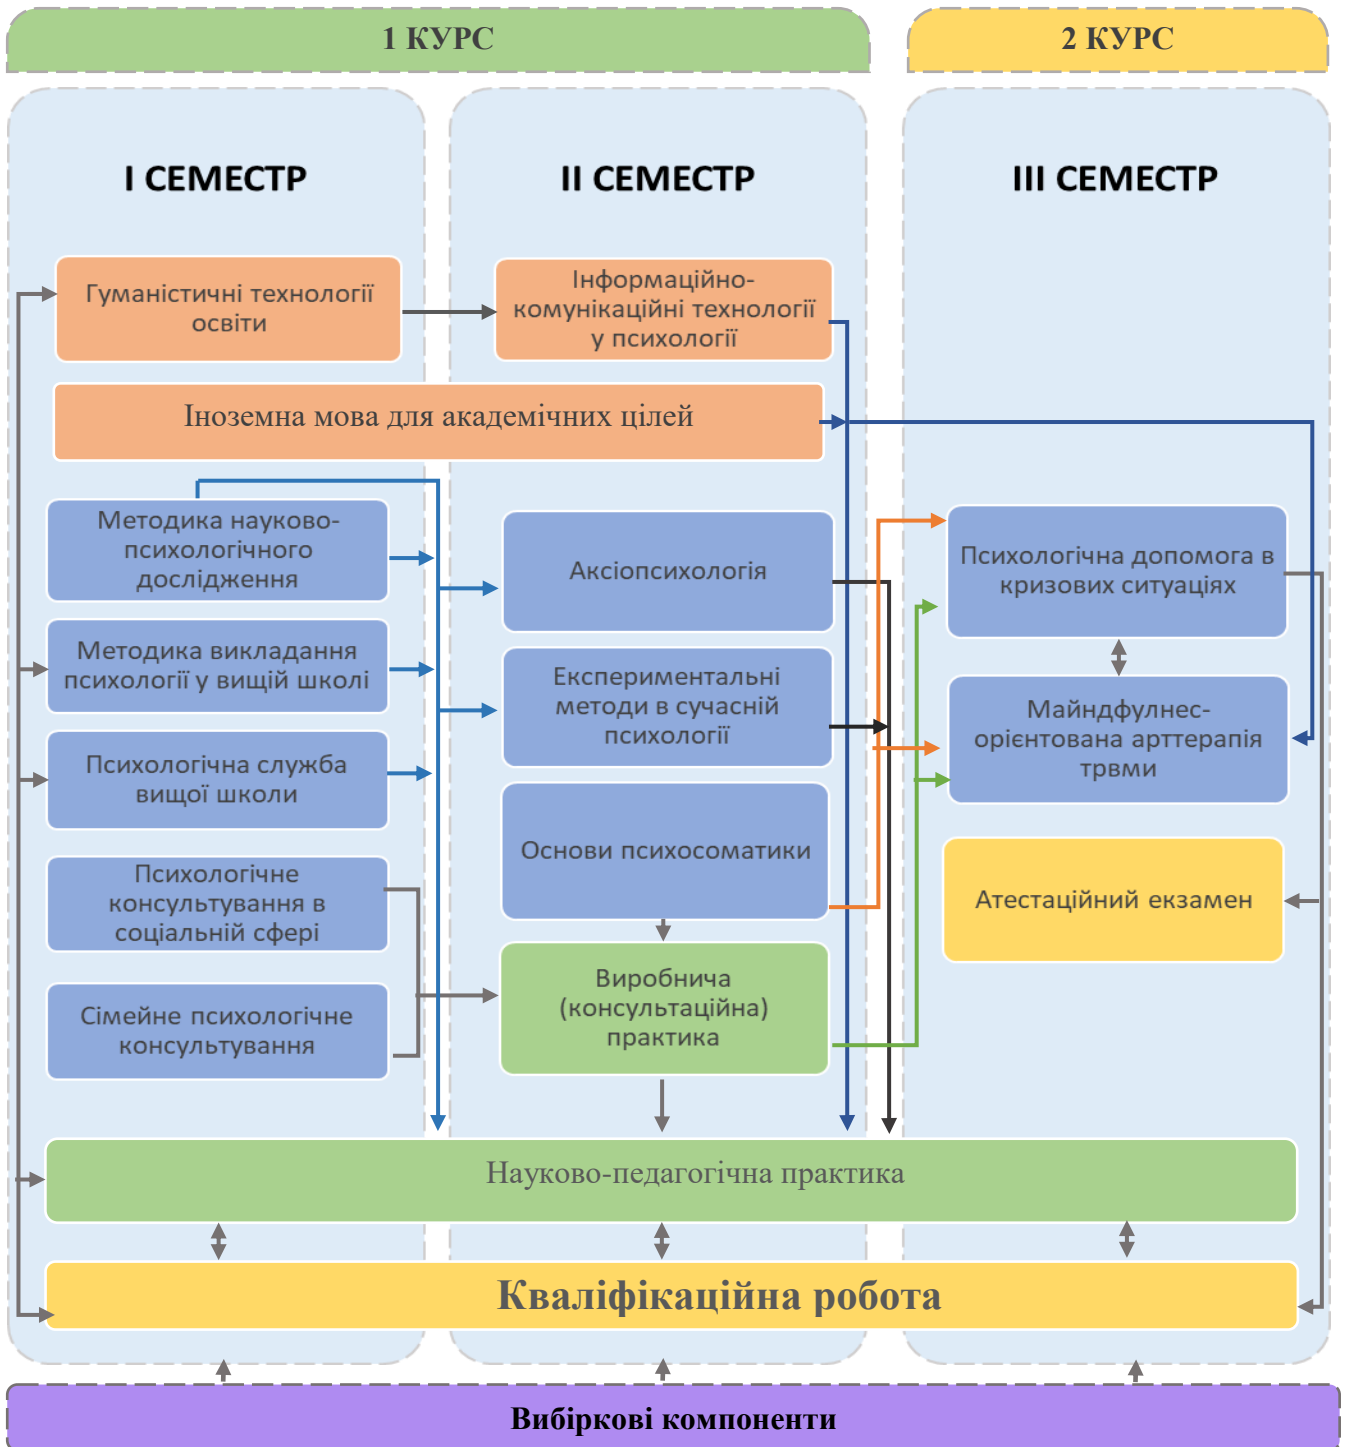 1 КУРС
2 КУРС
І СЕМЕСТР
ІІ СЕМЕСТР
ІІІ СЕМЕСТР
Гуманістичні технології
освіти
Інформаційно-
комунікаційні технології
у психології
Іноземна мова для академічних цілей
Методика науково-
психологічного
дослідження
Методика викладання
психології у вищій школі
Психологічна служба
вищої школи
Психологічне
консультування в
соціальній сфері
Сімейне психологічне
консультування
Аксіопсихологія
Експериментальні
методи в сучасній
психології
Основи психосоматики
Виробнича
(консультаційна)
практика
Психологічна допомога в
кризових ситуаціях
Майндфулнес-
орієнтована арттерапія
трвми
Атестаційний екзамен
Науково-педагогічна практика
Кваліфікаційна робота
Вибіркові компоненти